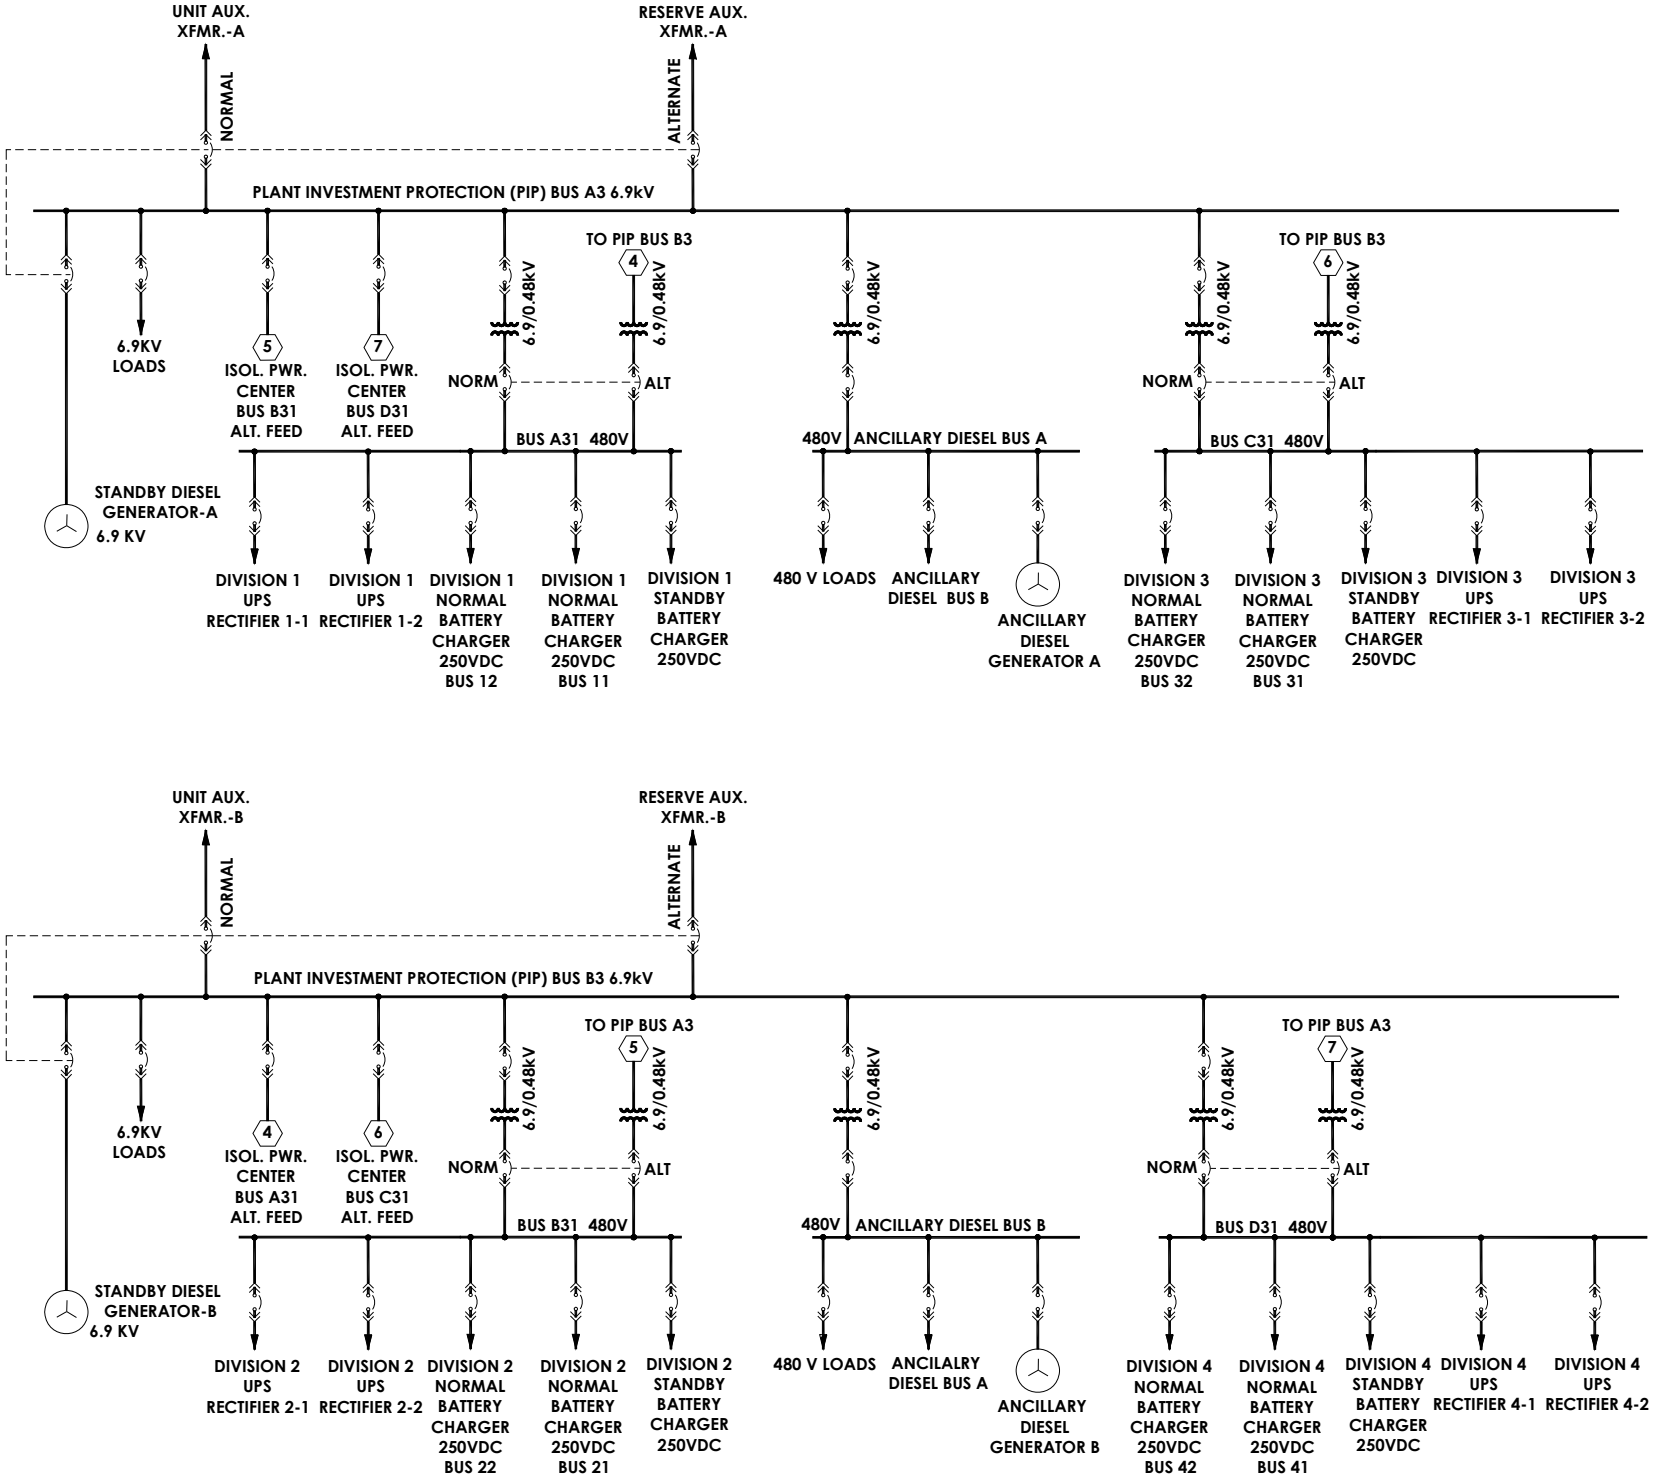 UNIT AUX.
XFMR.-A
RESERVE AUX.
XFMR.-A
NORMAL
ALTERNATE
PLANT INVESTMENT PROTECTION (PIP) BUS A3 6.9kV
TO PIP BUS B3
4
6.9/0.48kV
6.9/0.48kV
6.9/0.48kV
TO PIP BUS B3
6
6.9/0.48kV
6.9/0.48kV
6.9KV
LOADS
5
ISOL. PWR.
CENTER
BUS B31
ALT. FEED
7
ISOL. PWR.
CENTER
BUS D31
ALT. FEED
NORM
ALT
NORM
ALT
BUS A31 480V
480V ANCILLARY DIESEL BUS A
BUS C31 480V
STANDBY DIESEL
GENERATOR-A
6.9 KV
DIVISION 1
UPS
RECTIFIER 1-1
DIVISION 1
UPS
RECTIFIER 1-2
DIVISION 1
NORMAL
BATTERY
CHARGER
250VDC
BUS 12
DIVISION 1
NORMAL
BATTERY
CHARGER
250VDC
BUS 11
DIVISION 1
STANDBY
BATTERY
CHARGER
250VDC
480 V LOADS
ANCILLARY
DIESEL BUS B
ANCILLARY
DIESEL
GENERATOR A
DIVISION 3
NORMAL
BATTERY
CHARGER
250VDC
BUS 32
DIVISION 3
NORMAL
BATTERY
CHARGER
250VDC
BUS 31
DIVISION 3
STANDBY
BATTERY
CHARGER
250VDC
DIVISION 3
UPS
RECTIFIER 3-1
DIVISION 3
UPS
RECTIFIER 3-2
UNIT AUX.
XFMR.-B
RESERVE AUX.
XFMR.-B
NORMAL
ALTERNATE
PLANT INVESTMENT PROTECTION (PIP) BUS B3 6.9kV
TO PIP BUS A3
5
6.9/0.48kV
6.9/0.48kV
6.9/0.48kV
TO PIP BUS A3
7
6.9/0.48kV
6.9/0.48kV
6.9KV
LOADS
4
ISOL. PWR.
CENTER
BUS A31
ALT. FEED
6
ISOL. PWR.
CENTER
BUS C31
ALT. FEED
NORM
ALT
NORM
ALT
BUS B31 480V
480V ANCILLARY DIESEL BUS B
BUS D31 480V
STANDBY DIESEL
GENERATOR-B
6.9 KV
DIVISION 2
UPS
RECTIFIER 2-1
DIVISION 2
UPS
RECTIFIER 2-2
DIVISION 2
NORMAL
BATTERY
CHARGER
250VDC
BUS 22
DIVISION 2
NORMAL
BATTERY
CHARGER
250VDC
BUS 21
DIVISION 2
STANDBY
BATTERY
CHARGER
250VDC
480 V LOADS
ANCILALRY
DIESEL BUS A
ANCILLARY
DIESEL
GENERATOR B
DIVISION 4
NORMAL
BATTERY
CHARGER
250VDC
BUS 42
DIVISION 4
NORMAL
BATTERY
CHARGER
250VDC
BUS 41
DIVISION 4
STANDBY
BATTERY
CHARGER
250VDC
DIVISION 4
UPS
RECTIFIER 4-1
DIVISION 4
UPS
RECTIFIER 4-2